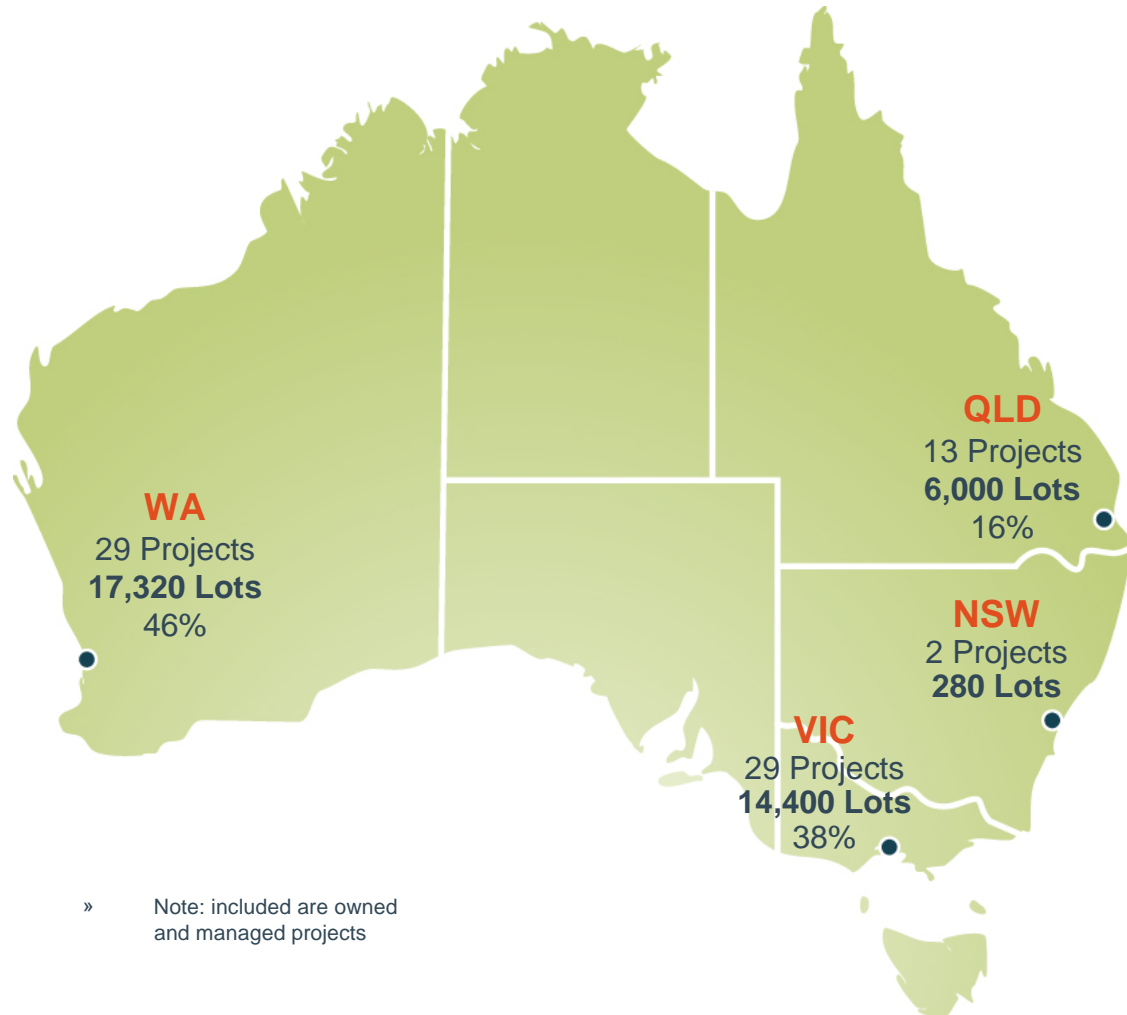 QLD
13 Projects
6,000 Lots
16%
WA
29 Projects
17,320 Lots
46%
NSW
2 Projects
280 Lots
VIC
29 Projects
14,400 Lots
38%
» Note: included are owned
and managed projects